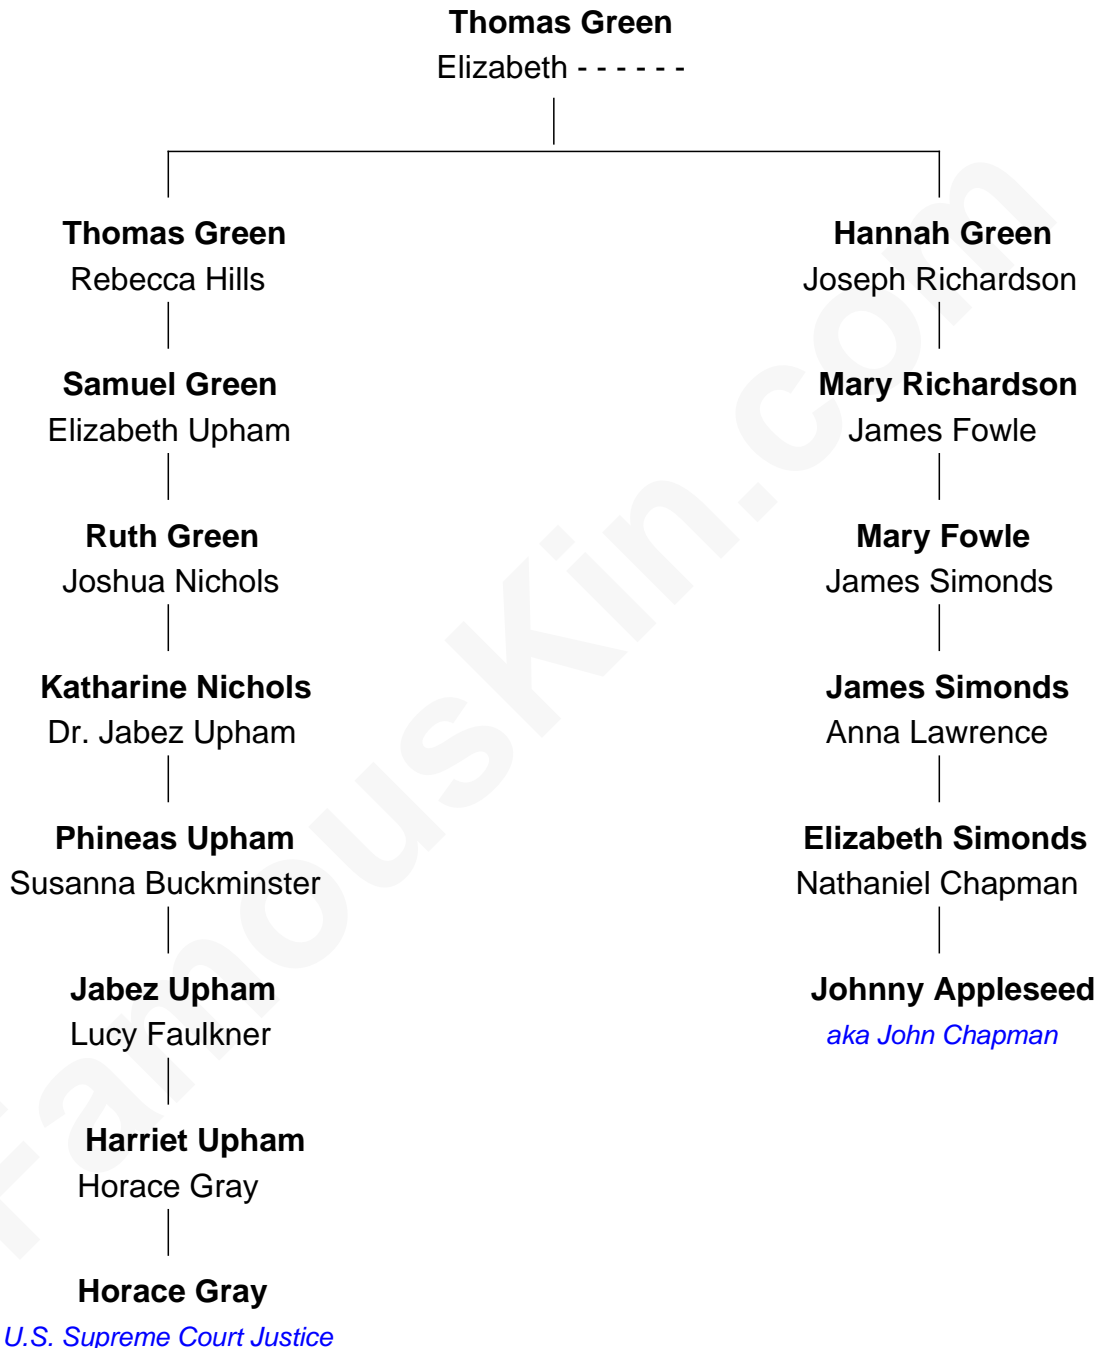 Thomas Green
Elizabeth - - - - - -
Thomas Green
Rebecca Hills
Samuel Green
Elizabeth Upham
Ruth Green
Joshua Nichols
Katharine Nichols
Dr. Jabez Upham
Phineas Upham
Susanna Buckminster
Jabez Upham
Lucy Faulkner
Harriet Upham
Horace Gray
Horace Gray
U.S. Supreme Court Justice
Hannah Green
Joseph Richardson
Mary Richardson
James Fowle
Mary Fowle
James Simonds
James Simonds
Anna Lawrence
Elizabeth Simonds
Nathaniel Chapman
Johnny Appleseed
aka John Chapman
FamousKin.com